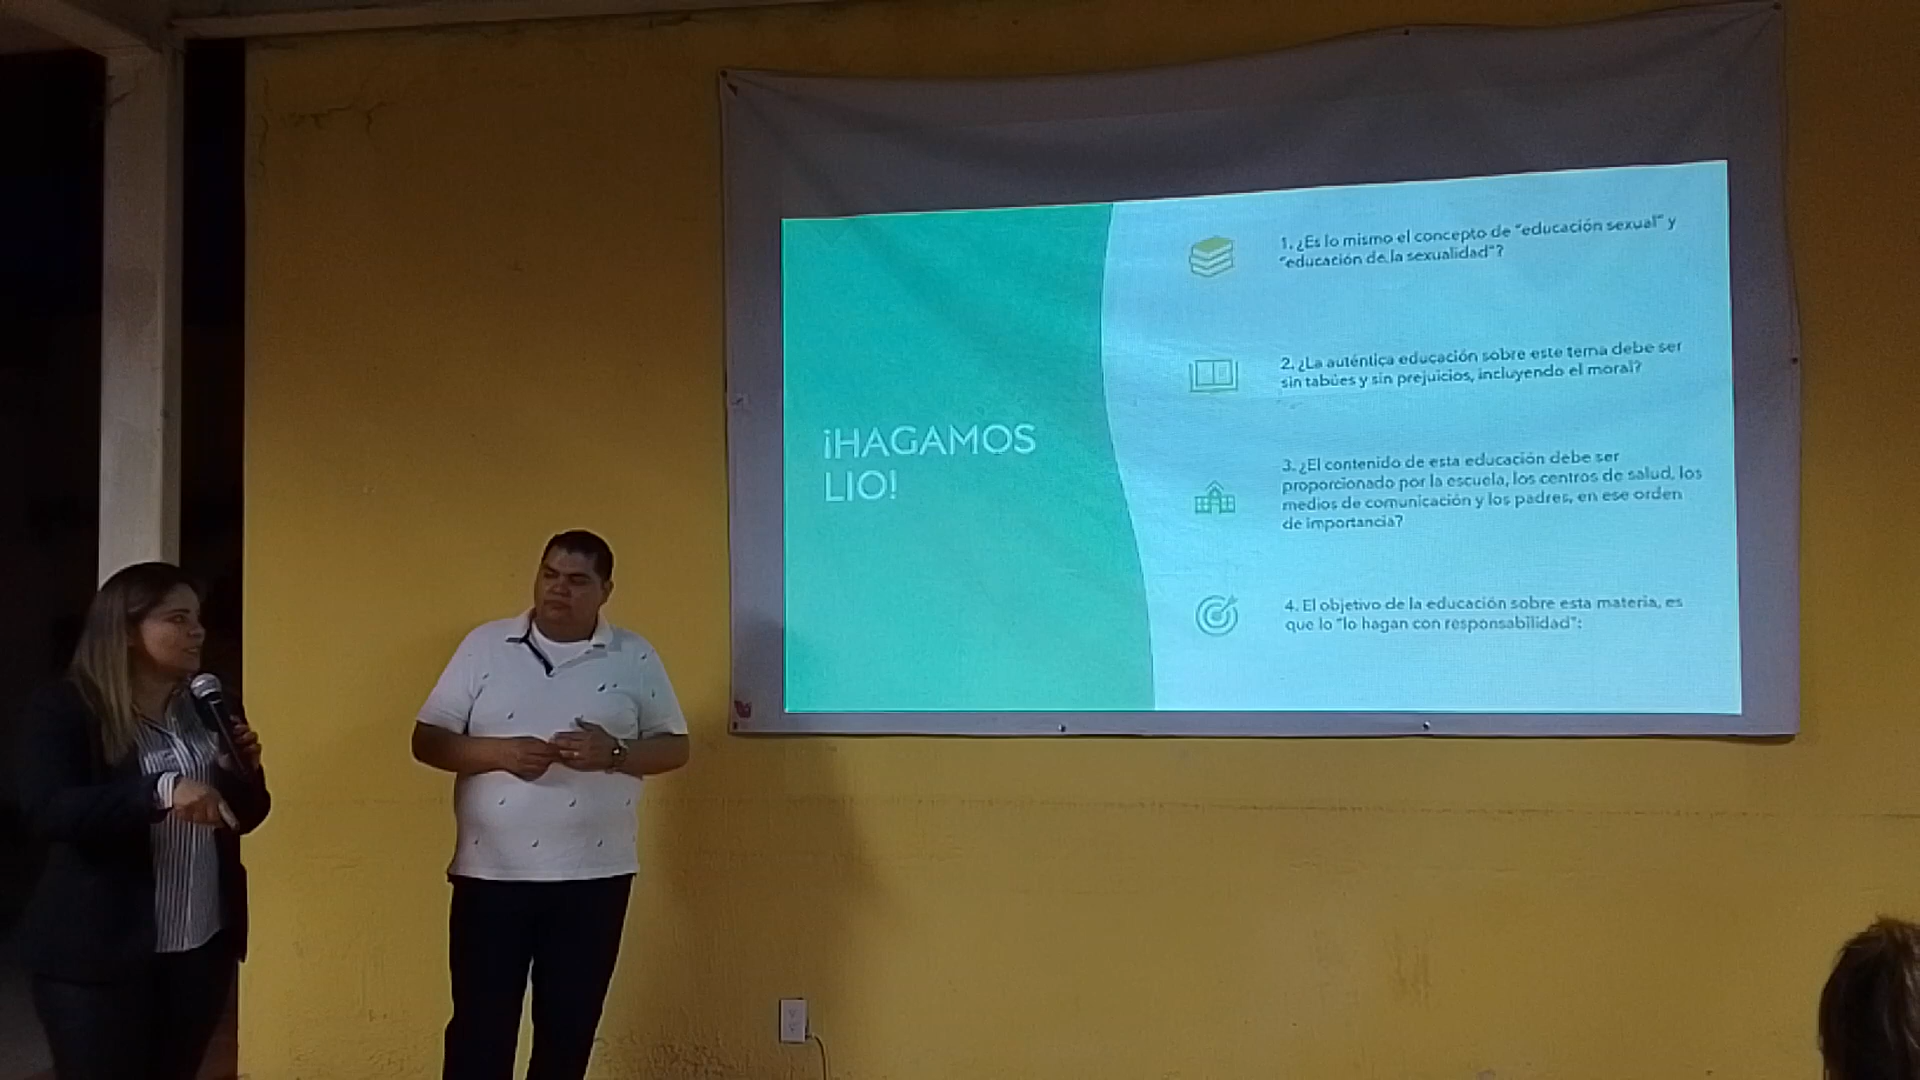 ¡HAGAMOS
LIO!
1. ¿Es lo mismo el concepto de "educación sexual" y
"educación de la sexualidad"?
2. ¿La auténtica educación sobre este tema debe ser
sin tabúes y sin prejuicios, incluyendo el moral?
3. ¿El contenido de esta educación debe ser
proporcionado por la escuela, los centros de salud, los
medios de comunicación y los padres, en ese orden
de importancia?
4. El objetivo de la educación sobre esta materia, es
que lo "lo hagan con responsabilidad":